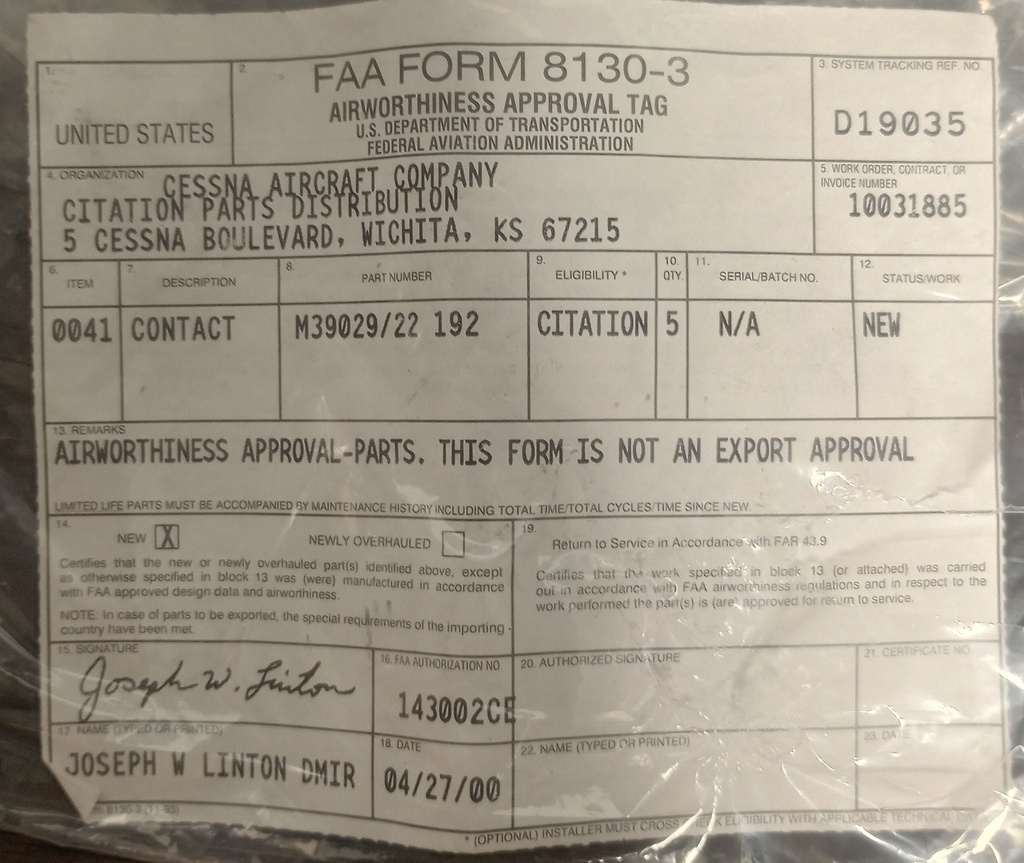 1.
UNITED STATES
2.
FAA FORM 8130-3
AIRWORTHINESS APPROVAL TAG
U.S. DEPARTMENT OF TRANSPORTATION
FEDERAL AVIATION ADMINISTRATION
3. SYSTEM TRACKING REF. NO.
D19035
4. ORGANIZATION
CESSNA AIRCRAFT COMPANY
CITATION PARTS DISTRIBUTION
5 CESSNA BOULEVARD, WICHITA, KS 67215
5. WORK ORDER, CONTRACT, OR
INVOICE NUMBER
10031885
6. ITEM
7. DESCRIPTION
8. PART NUMBER
9. ELIGIBILITY *
10. QTY.
11. SERIAL/BATCH NO.
12. STATUS/WORK
0041 CONTACT M39029/22 192 CITATION 5 N/A NEW
13. REMARKS
AIRWORTHINESS APPROVAL-PARTS. THIS FORM IS NOT AN EXPORT APPROVAL
LIMITED LIFE PARTS MUST BE ACCOMPANIED BY MAINTENANCE HISTORY INCLUDING TOTAL TIME/TOTAL CYCLES/TIME SINCE NEW.
14.
NEW X NEWLY OVERHAULED
Certifies that the new or newly overhauled part(s) identified above, except
as otherwise specified in block 13 was (were) manufactured in accordance
with FAA approved design data and airworthiness.
NOTE: In case of parts to be exported, the special requirements of the importing
country have been met.
19.
Return to Service in Accordance with FAR 43.9
Certifies that the work specified in block 13 (or attached) was carried
out in accordance with FAA airworthiness regulations and in respect to the
work performed the part(s) is (are) approved for return to service.
15. SIGNATURE
Joseph W. Linton
16. FAA AUTHORIZATION NO.
143002CE
20. AUTHORIZED SIGNATURE
21. CERTIFICATE NO.
17. NAME (TYPED OR PRINTED)
JOSEPH W LINTON DMIR
18. DATE
04/27/00
22. NAME (TYPED OR PRINTED)
23. DATE
8130-3 (11-93)
* (OPTIONAL) INSTALLER MUST CROSS CHECK ELIGIBILITY WITH APPLICABLE TECHNICAL